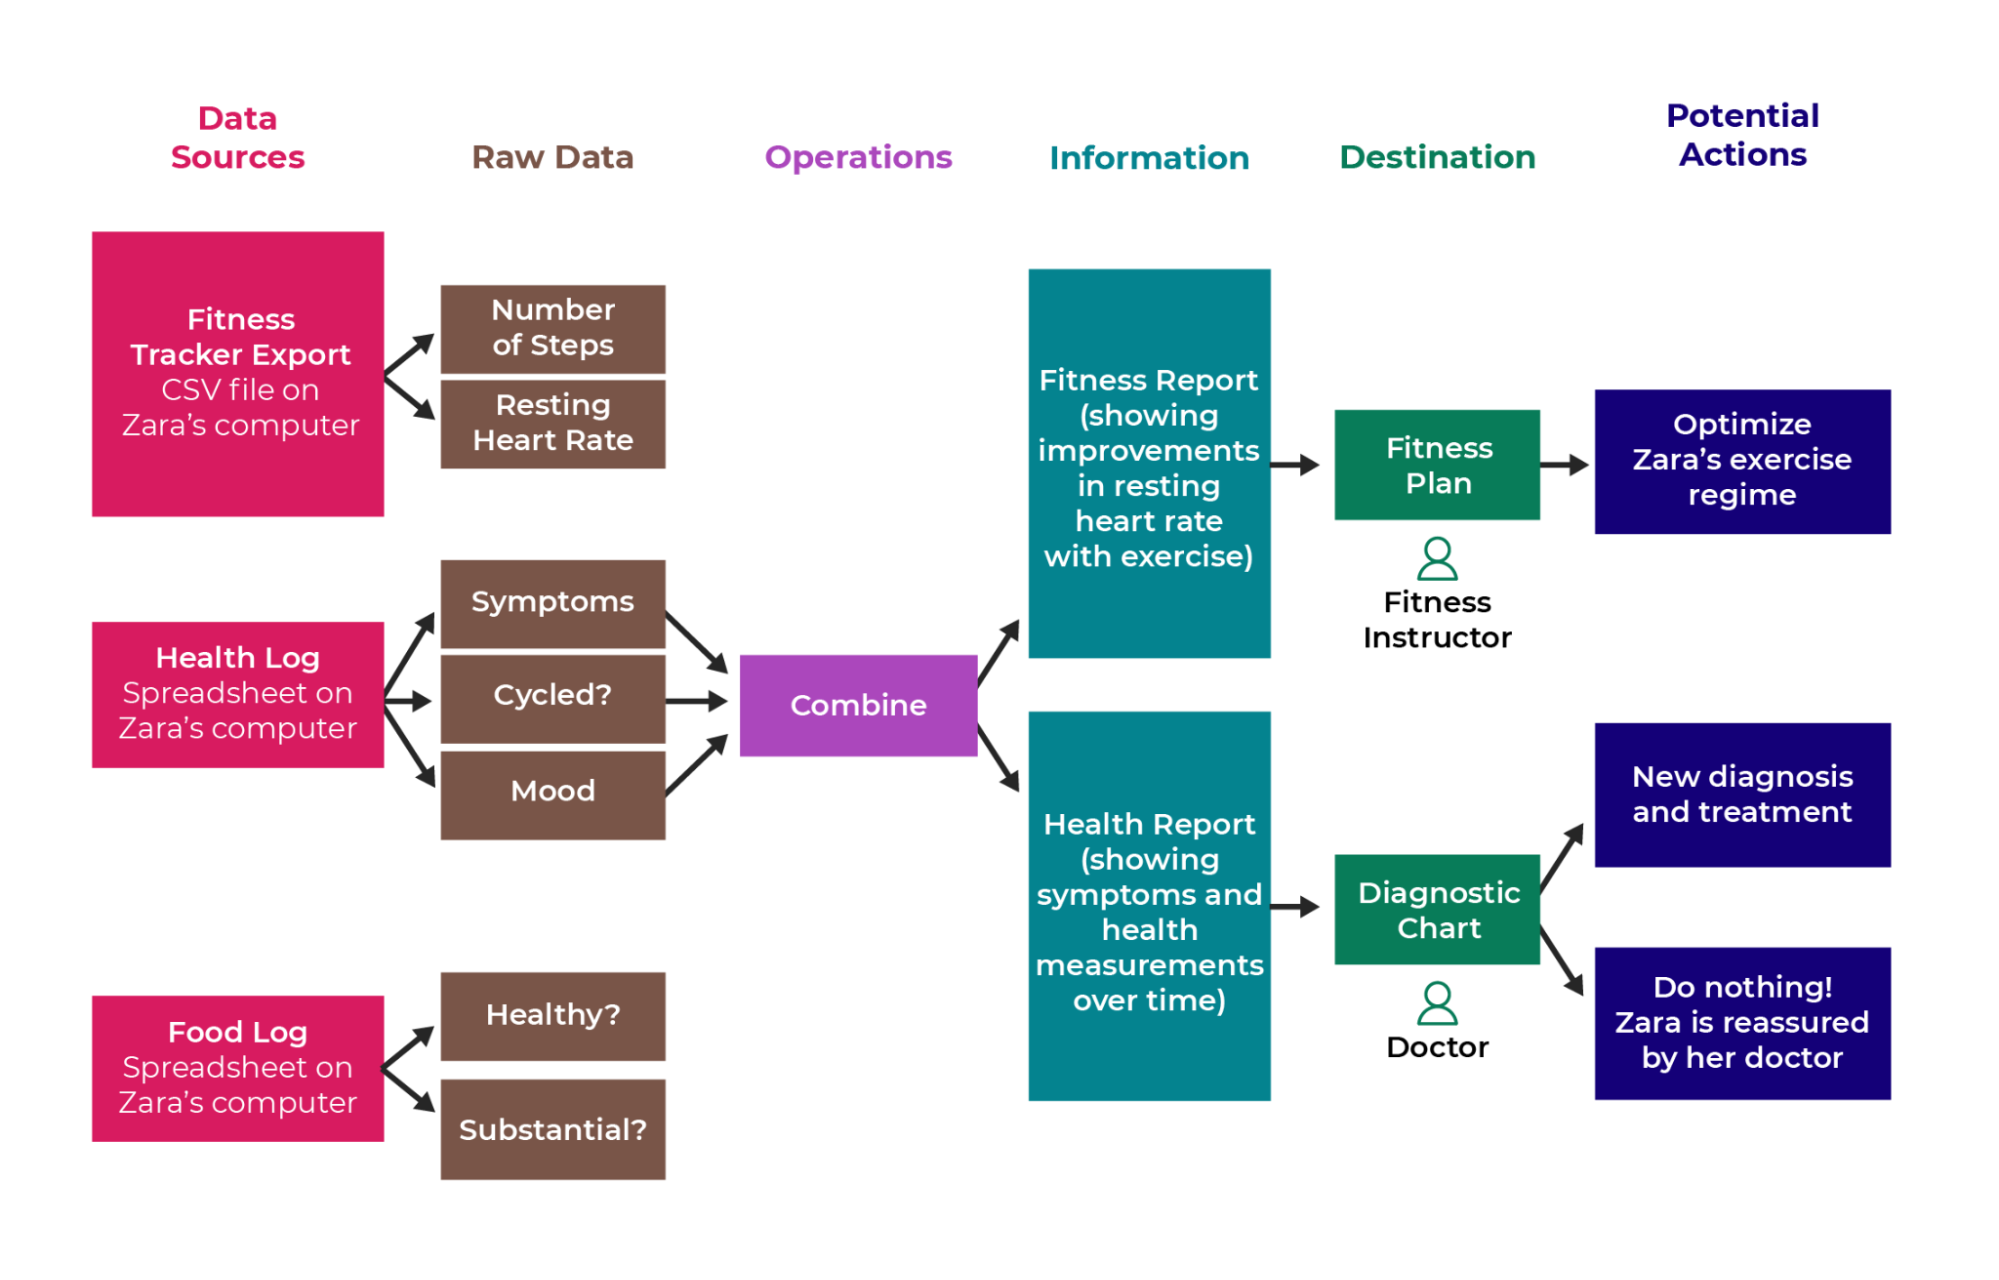 Data
Sources
Raw Data
Operations
Information
Destination
Potential
Actions
Fitness
Tracker Export
CSV file on
Zara's computer
Number
of Steps
Resting
Heart Rate
Health Log
Spreadsheet on
Zara's computer
Symptoms
Cycled?
Mood
Food Log
Spreadsheet on
Zara's computer
Healthy?
Substantial?
Combine
Fitness Report
(showing
improvements
in resting
heart rate
with exercise)
Health Report
(showing
symptoms and
health
measurements
over time)
Fitness
Plan
Fitness
Instructor
Diagnostic
Chart
Doctor
Optimize
Zara's exercise
regime
New diagnosis
and treatment
Do nothing!
Zara is reassured
by her doctor